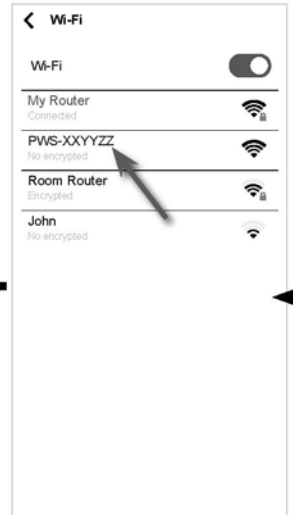 Wi-Fi
Wi-Fi
My Router
Connected
PWS-XXYYZZ
No encrypted
Room Router
Encrypted
John
No encrypted